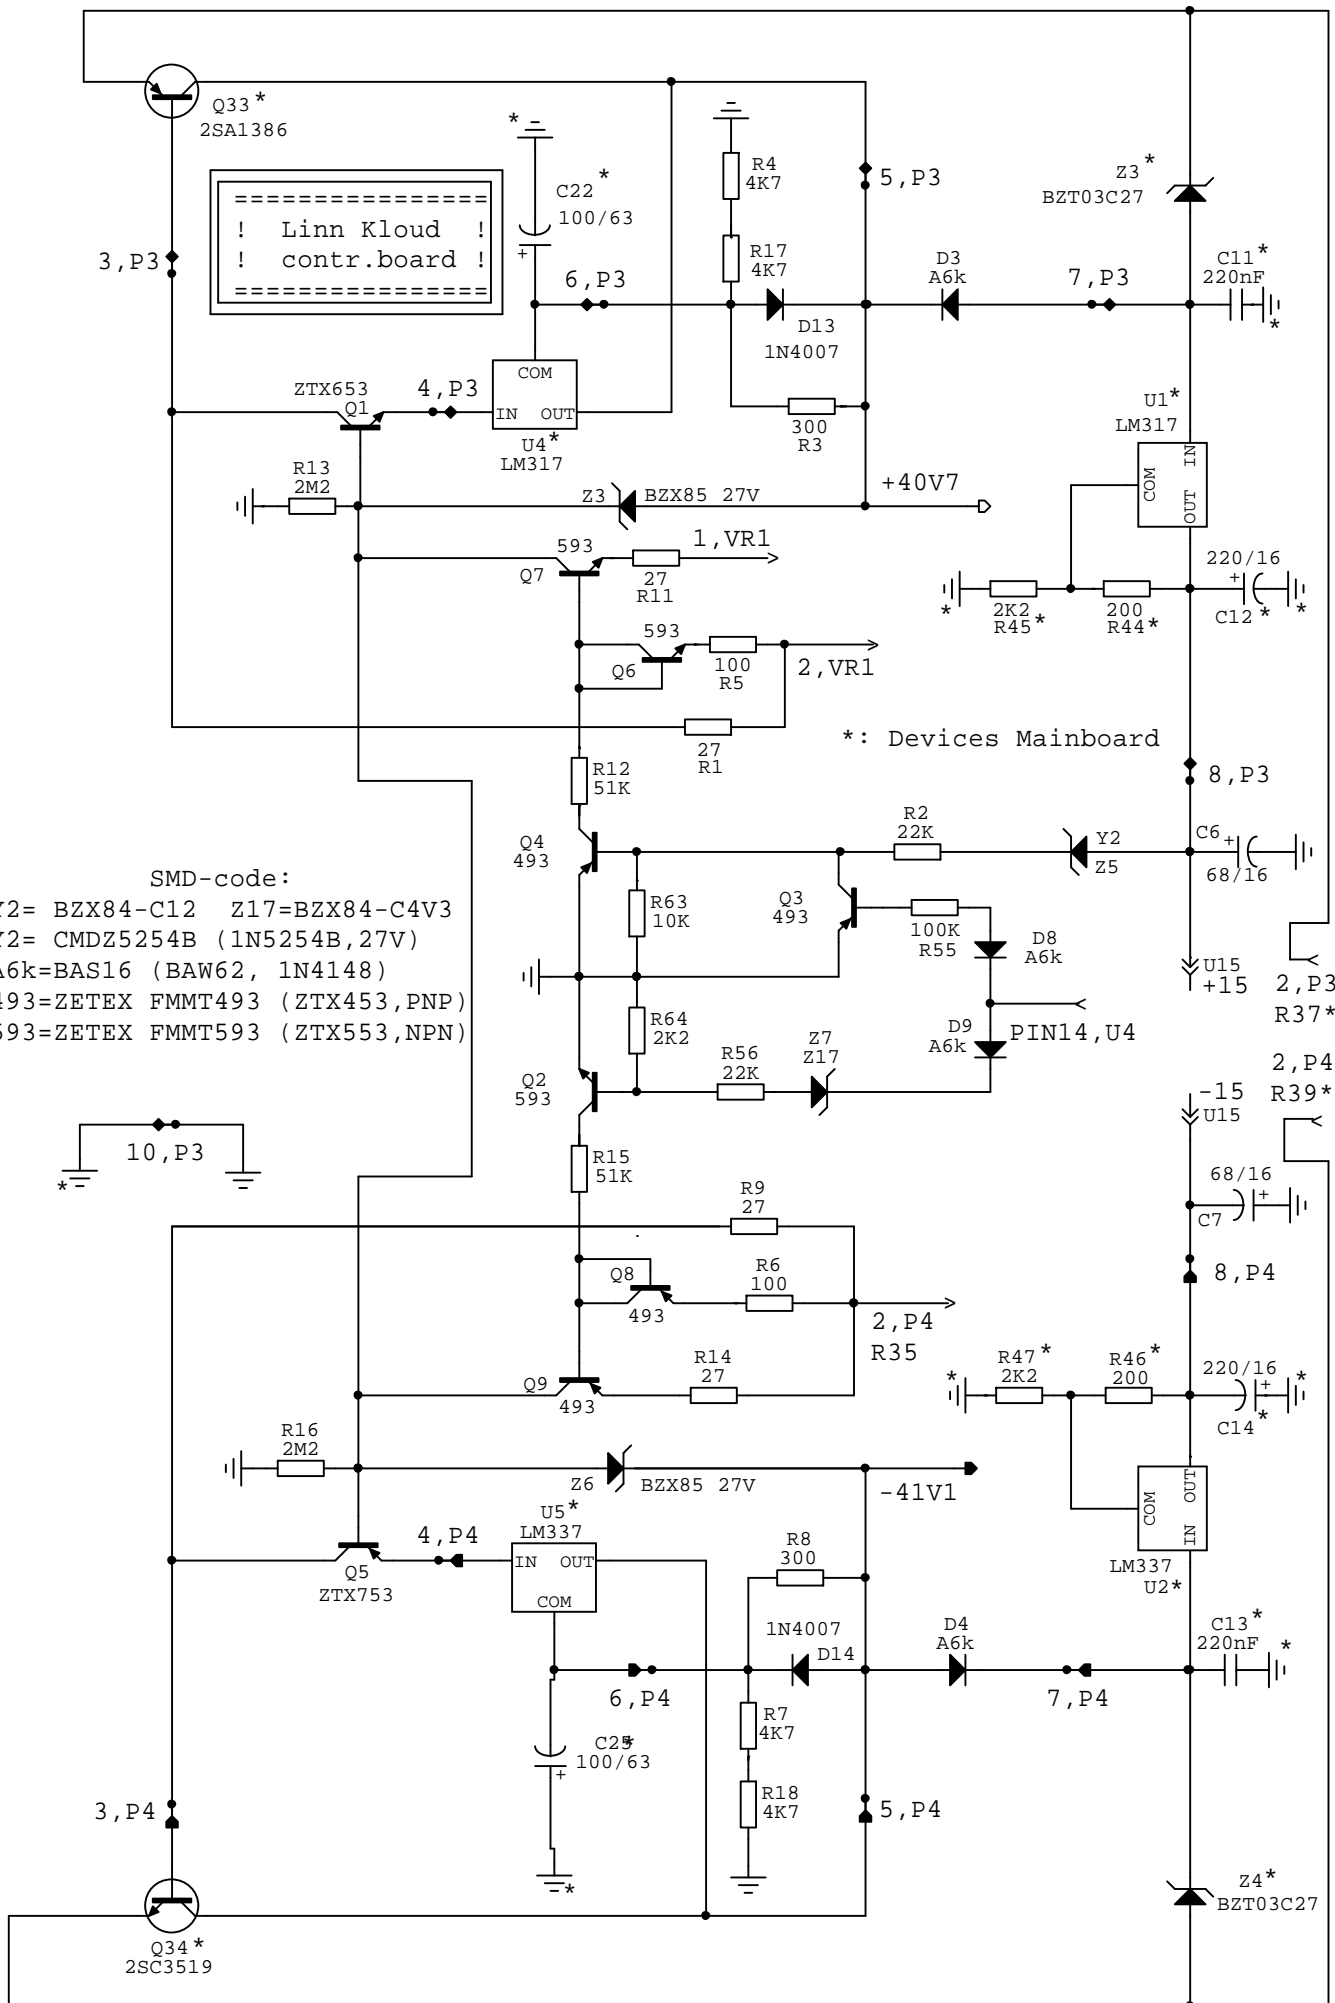 Q33*
2SA1386
===============
! Linn Kloud !
! contr.board !
===============
3,P3
*
C22*
100/63
+
6,P3
R4
4K7
R17
4K7
5,P3
D13
1N4007
D3
A6k
7,P3
Z3*
BZT03C27
C11*
220nF
*
ZTX653
Q1
4,P3
COM
IN OUT
U4*
LM317
300
R3
U1*
LM317
COM
IN
OUT
R13
2M2
Z3
BZX85 27V
+40V7
593
Q7
27
R11
1,VR1
593
Q6
100
R5
2,VR1
27
R1
*
2K2
R45*
200
R44*
220/16
+
C12*
*
*: Devices Mainboard
8,P3
R12
51K
Q4
493
R2
22K
Y2
Z5
C6
+
68/16
SMD-code:
Y2= BZX84-C12 Z17=BZX84-C4V3
Y2= CMDZ5254B (1N5254B,27V)
A6k=BAS16 (BAW62, 1N4148)
493=ZETEX FMMT493 (ZTX453,PNP)
593=ZETEX FMMT593 (ZTX553,NPN)
R63
10K
Q3
493
100K
R55
D8
A6k
U15
+15
2,P3
R37*
R64
2K2
Z7
Z17
D9
A6k
PIN14,U4
R56
22K
Q2
593
2,P4
R39*
-15
U15
10,P3
*
R15
51K
R9
27
68/16
+
C7
Q8
493
R6
100
8,P4
2,P4
R35
Q9
493
R14
27
*
R47*
2K2
R46*
200
220/16
+
C14*
*
R16
2M2
Z6
BZX85 27V
-41V1
U5*
LM337
IN OUT
COM
4,P4
Q5
ZTX753
R8
300
COM
OUT
IN
LM337
U2*
1N4007
D14
D4
A6k
C13*
220nF
*
6,P4
7,P4
R7
4K7
C25*
100/63
+
R18
4K7
3,P4
5,P4
*
Z4*
BZT03C27
Q34*
2SC3519